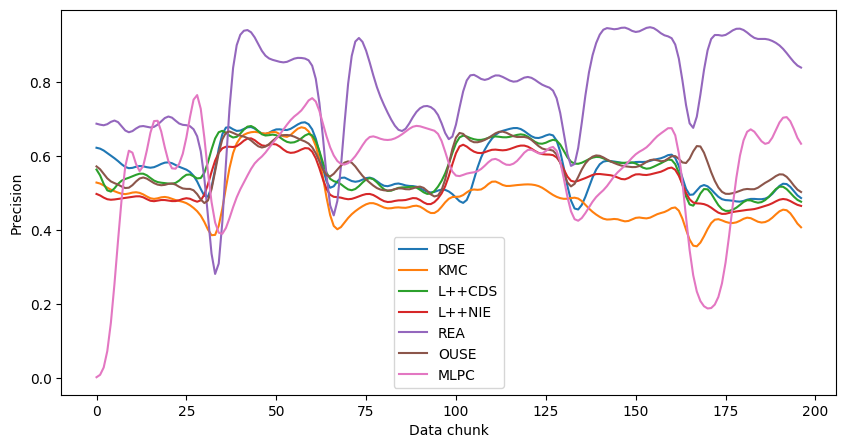 Precision
0.8
0.6
0.4
0.2
0.0
DSE
KMC
L++CDS
L++NIE
REA
OUSE
MLPC
0 25 50 75 100 125 150 175 200
Data chunk